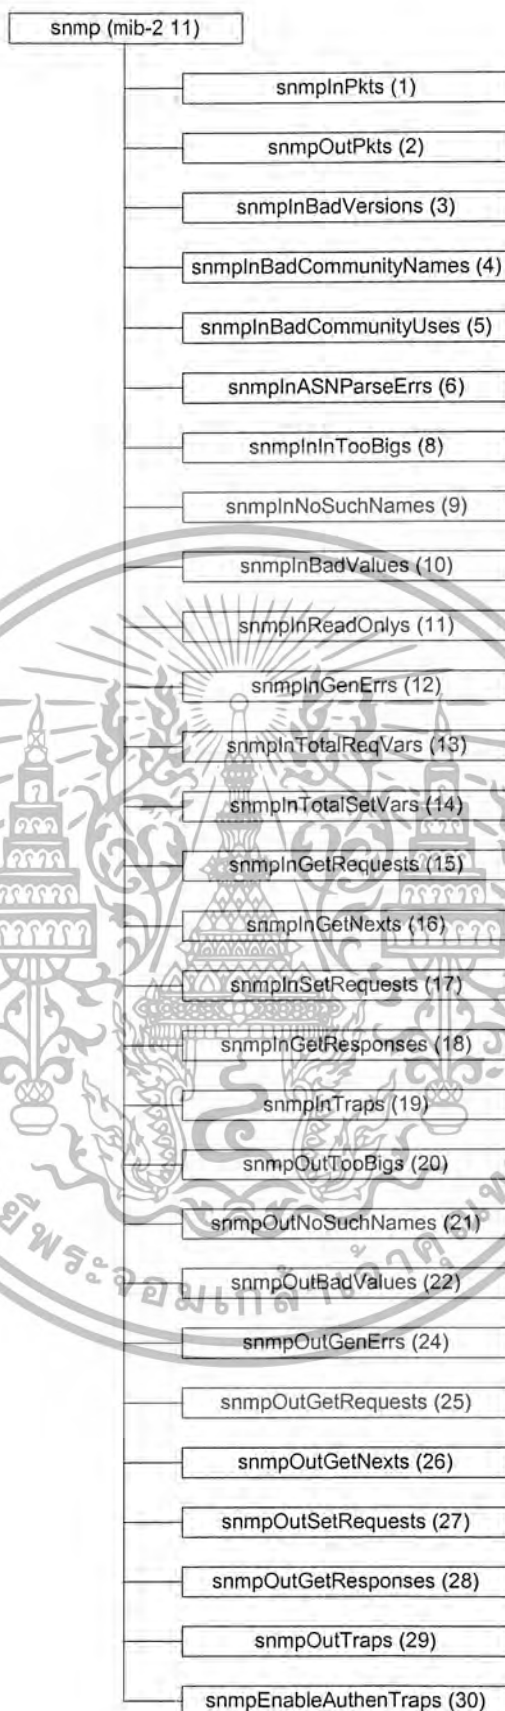 snmp (mib-2 11)
snmpInPkts (1)
snmpOutPkts (2)
snmpInBadVersions (3)
snmpInBadCommunityNames (4)
snmpInBadCommunityUses (5)
snmpInASNParseErrs (6)
snmpInInTooBigs (8)
snmpInNoSuchNames (9)
snmpInBadValues (10)
snmpInReadOnlys (11)
snmpInGenErrs (12)
snmpInTotalReqVars (13)
snmpInTotalSetVars (14)
snmpInGetRequests (15)
snmpInGetNexts (16)
snmpInSetRequests (17)
snmpInGetResponses (18)
snmpInTraps (19)
snmpOutTooBigs (20)
snmpOutNoSuchNames (21)
snmpOutBadValues (22)
snmpOutGenErrs (24)
snmpOutGetRequests (25)
snmpOutGetNexts (26)
snmpOutSetRequests (27)
snmpOutGetResponses (28)
snmpOutTraps (29)
snmpEnableAuthenTraps (30)